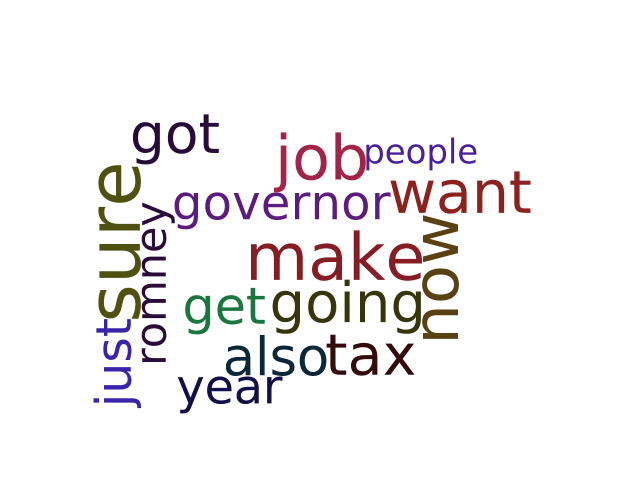 got
job
people
sure
governor
want
romney
make
now
get
going
just
also
tax
year